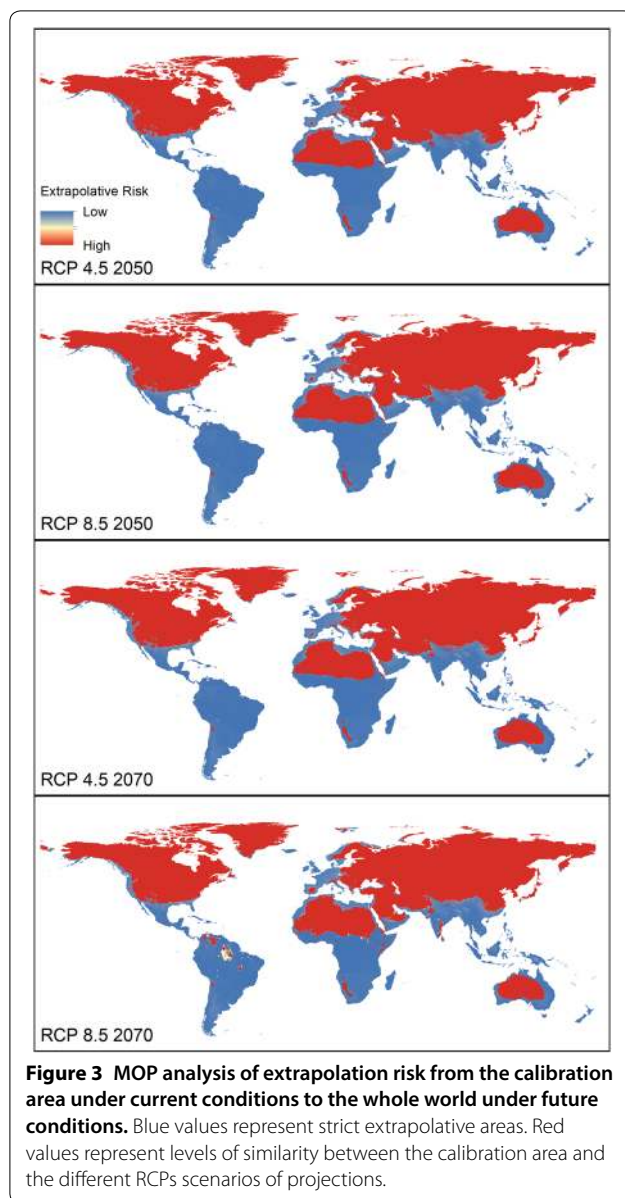 Extrapolative Risk
Low
High
RCP 4.5 2050
RCP 8.5 2050
RCP 4.5 2070
RCP 8.5 2070
Figure 3 MOP analysis of extrapolation risk from the calibration
area under current conditions to the whole world under future
conditions. Blue values represent strict extrapolative areas. Red
values represent levels of similarity between the calibration area and
the different RCPs scenarios of projections.